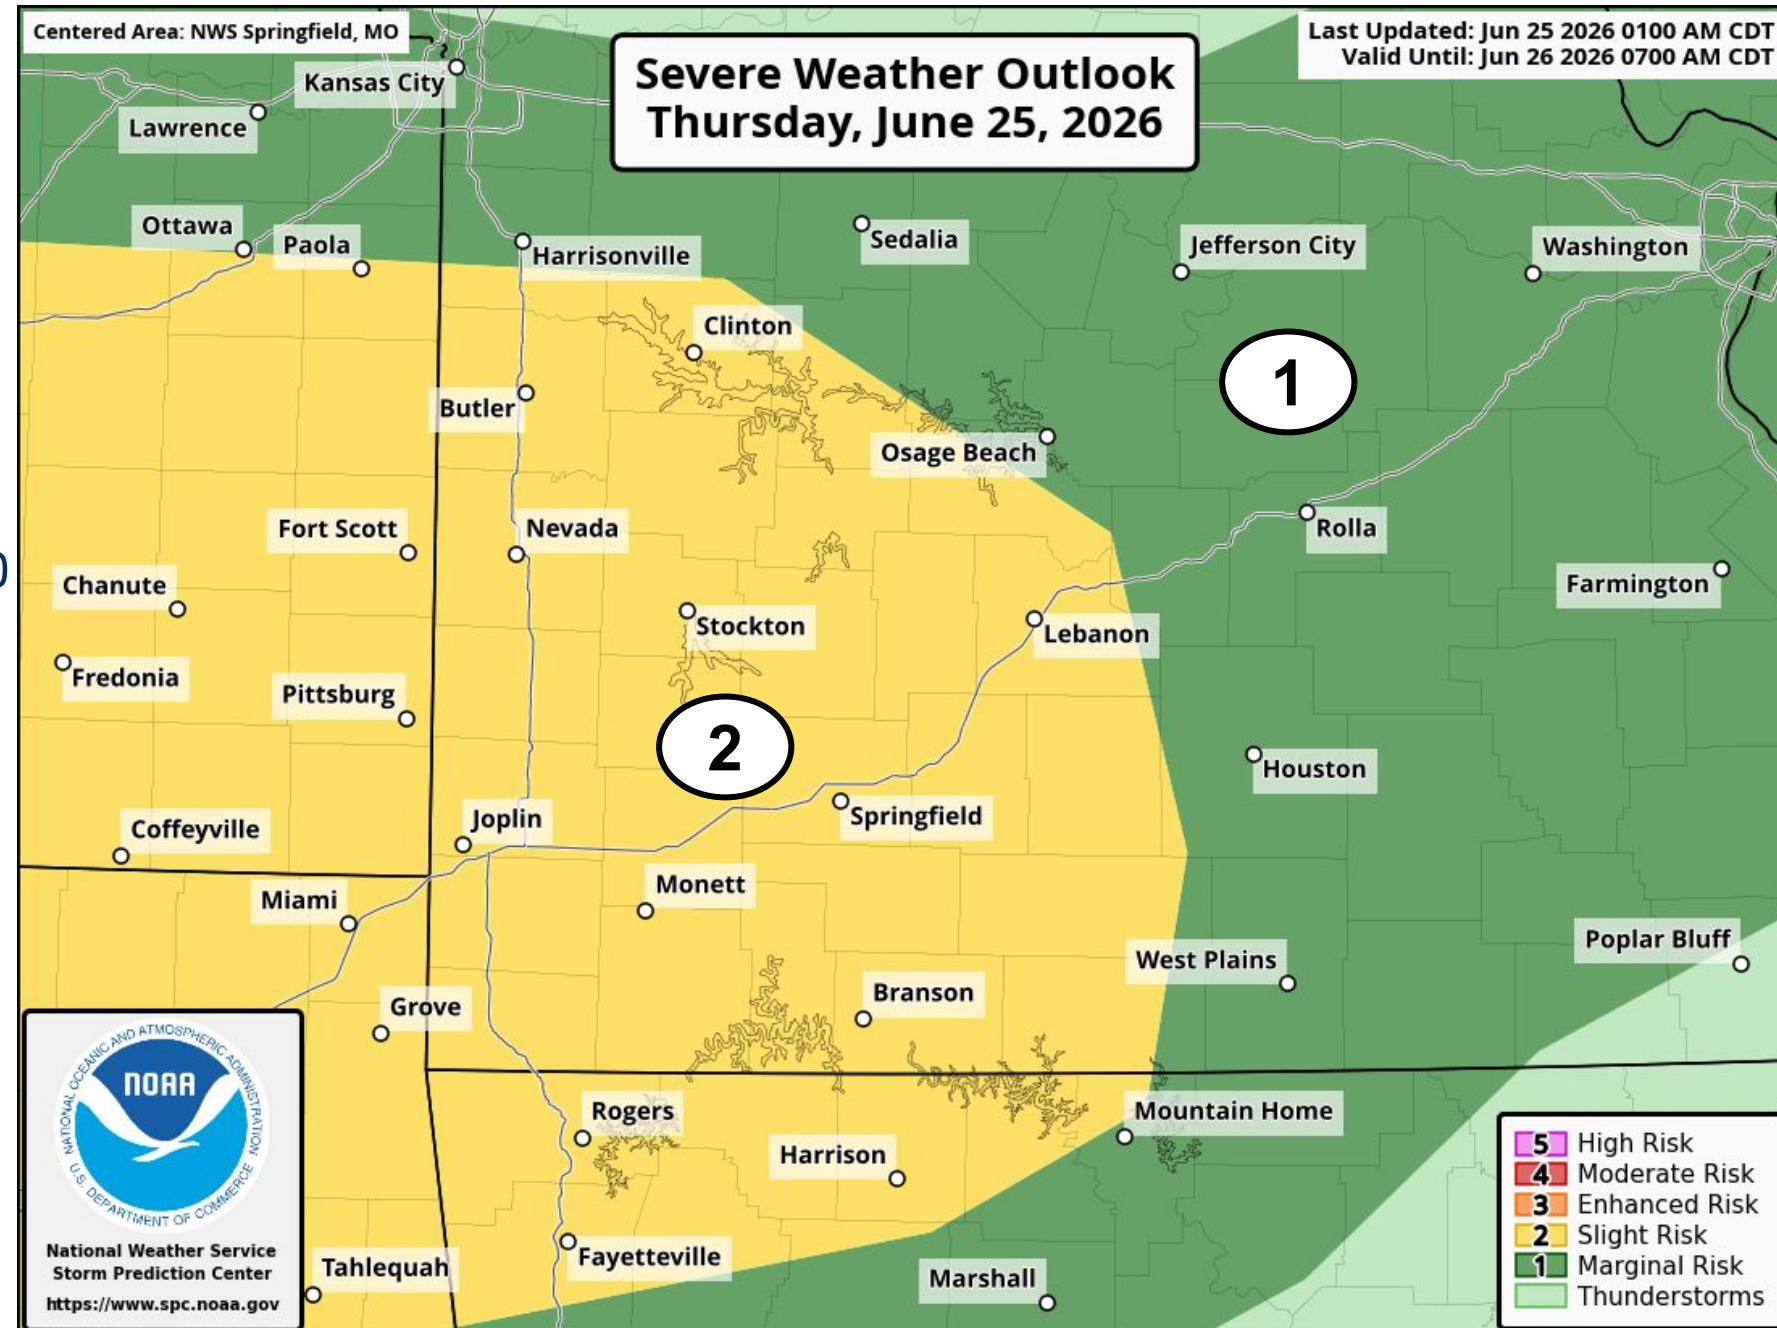 Centered Area: NWS Springfield, MO
Last Updated: Jun 25 2026 0100 AM CDT
Valid Until: Jun 26 2026 0700 AM CDT
Severe Weather Outlook
Thursday, June 25, 2026
Kansas City
Lawrence
Ottawa
Paola
Harrisonville
Sedalia
Jefferson City
Washington
Clinton
1
Butler
Osage Beach
Fort Scott
Nevada
Rolla
Chanute
Farmington
Stockton
Lebanon
Fredonia
Pittsburg
2
Houston
Coffeyville
Joplin
Springfield
Miami
Monett
Poplar Bluff
West Plains
Grove
Branson
Rogers
Mountain Home
Harrison
Fayetteville
Tahlequah
Marshall
NATIONAL OCEANIC AND ATMOSPHERIC ADMINISTRATION
NOAA
U.S. DEPARTMENT OF COMMERCE
National Weather Service
Storm Prediction Center
https://www.spc.noaa.gov
5 High Risk
4 Moderate Risk
3 Enhanced Risk
2 Slight Risk
1 Marginal Risk
Thunderstorms